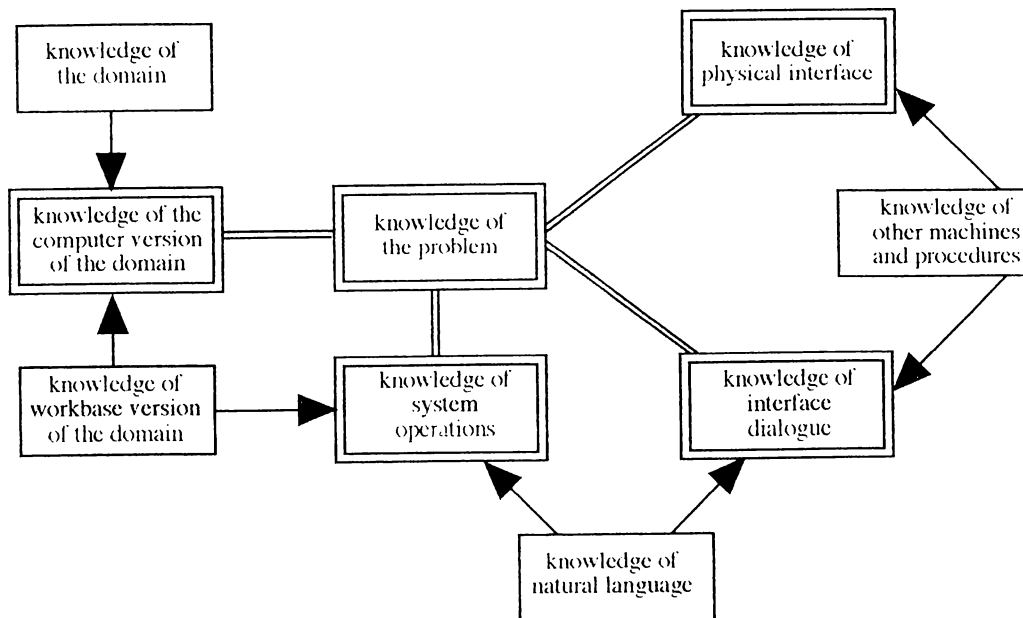 knowledge of
the domain
knowledge of
physical interface
knowledge of the
computer version
of the domain
knowledge of
the problem
knowledge of
other machines
and procedures
knowledge of
workbase version
of the domain
knowledge of
system
operations
knowledge of
interface
dialogue
knowledge of
natural language